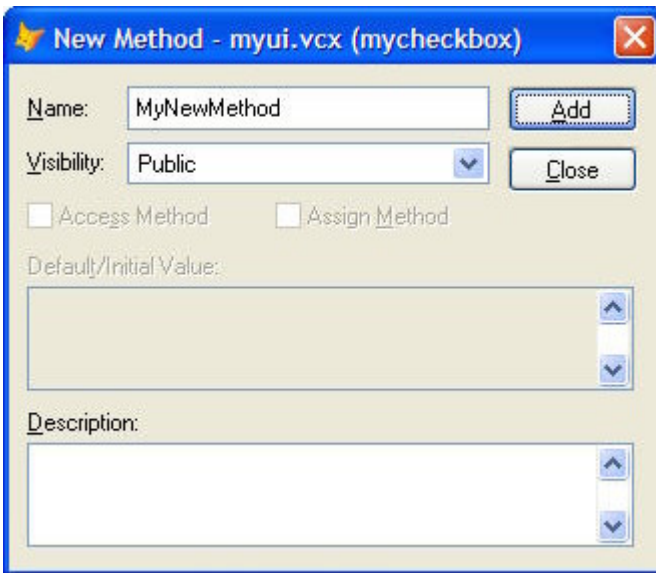 New Method - myui.vcx (mycheckbox)
Name: MyNewMethod Add
Visibility: Public Close
Access Method Assign Method
Default/Initial Value:
Description: